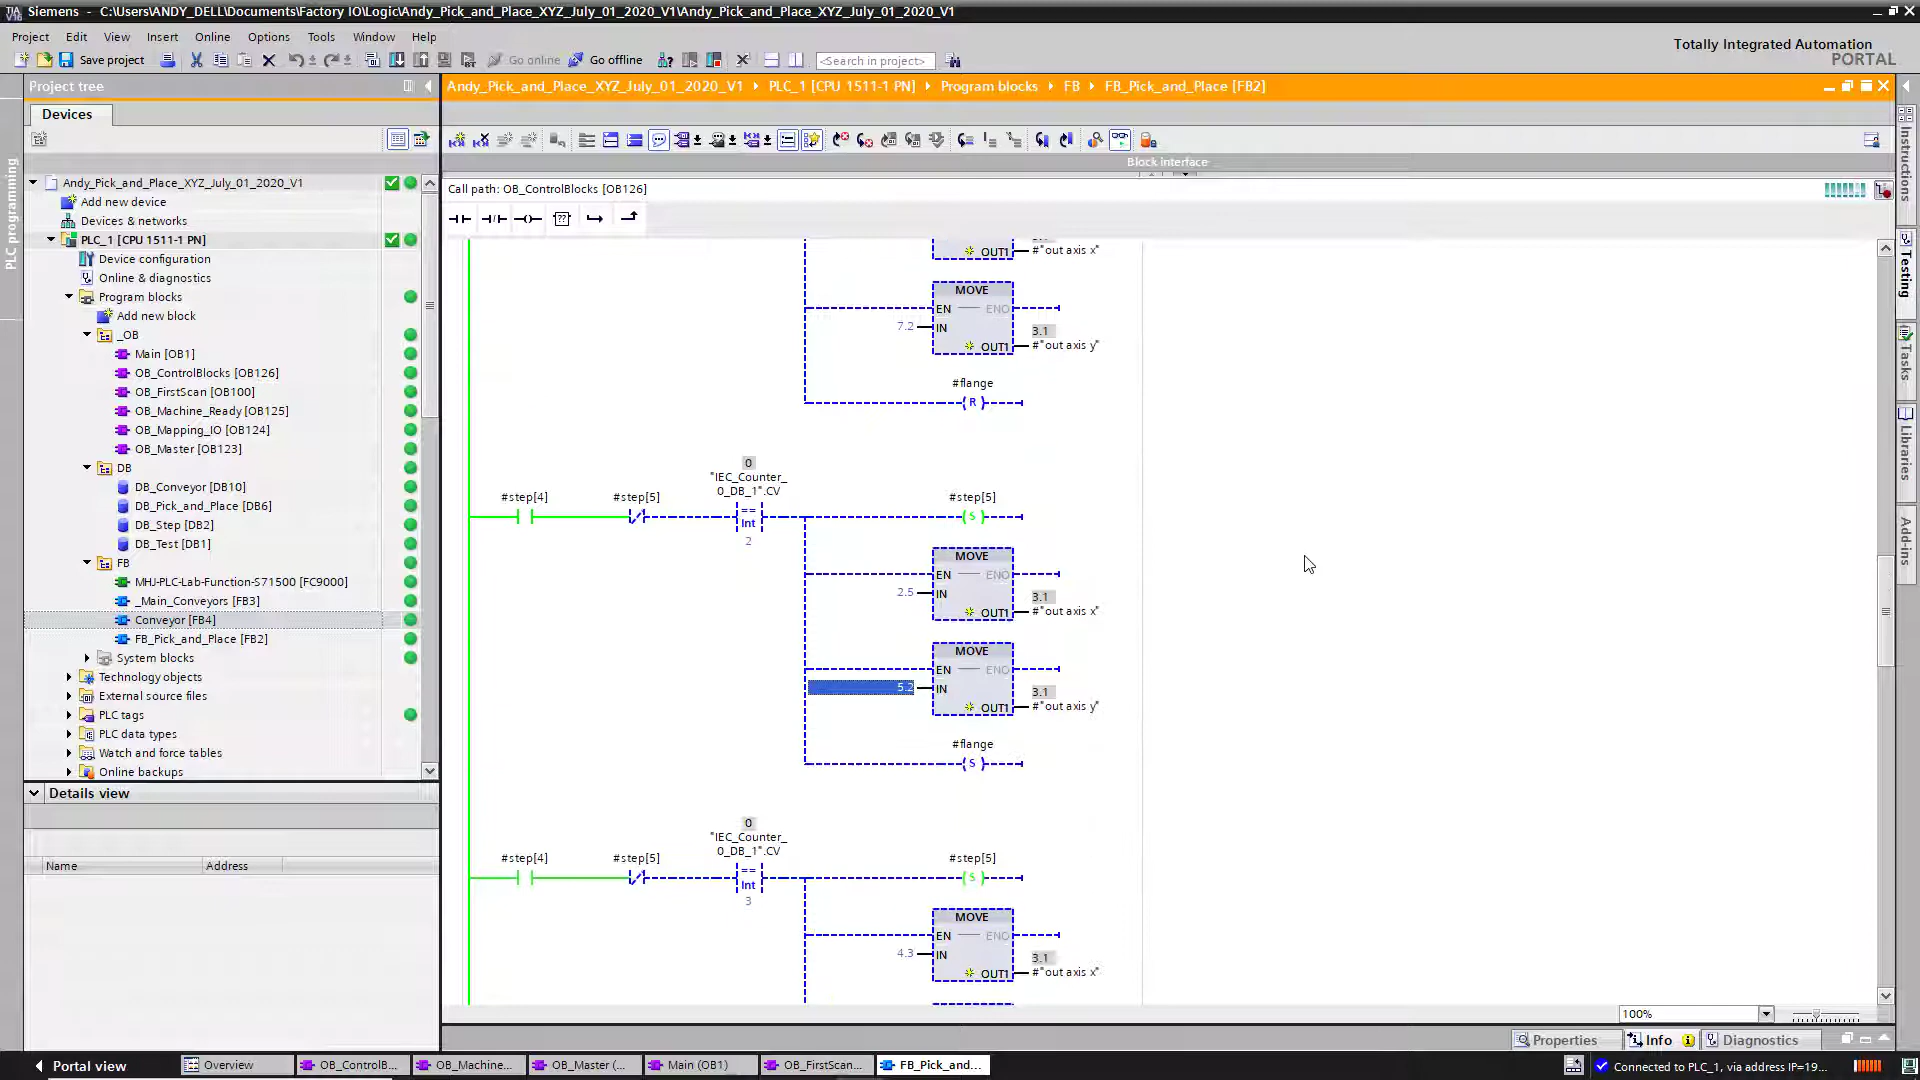 Siemens - C:\Users\ANDY_DELL\Documents\Factory IO\Logic\Andy_Pick_and_Place_XYZ_July_01_2020_V1\Andy_Pick_and_Place_XYZ_July_01_2020_V1
Project Edit View Insert Online Options Tools Window Help
Totally Integrated Automation
PORTAL
Save project
Go online
Go offline
<Search in project>
Project tree
Andy_Pick_and_Place_XYZ_July_01_2020_V1 PLC_1 [CPU 1511-1 PN] Program blocks FB FB_Pick_and_Place [FB2]
Devices
Block interface
PLC programming
Call path: OB_ControlBlocks [OB126]
Andy_Pick_and_Place_XYZ_July_01_2020_V1
Add new device
Devices & networks
PLC_1 [CPU 1511-1 PN]
Device configuration
Online & diagnostics
Program blocks
Add new block
_OB
Main [OB1]
OB_ControlBlocks [OB126]
OB_FirstScan [OB100]
OB_Machine_Ready [OB125]
OB_Mapping_IO [OB124]
OB_Master [OB123]
DB
DB_Conveyor [DB10]
DB_Pick_and_Place [DB6]
DB_Step [DB2]
DB_Test [DB1]
FB
MHJ-PLC-Lab-Function-S71500 [FC9000]
_Main_Conveyors [FB3]
Conveyor [FB4]
FB_Pick_and_Place [FB2]
System blocks
Technology objects
External source files
PLC tags
PLC data types
Watch and force tables
Online backups
Details view
Name Address
OUT1 #"out axis x"
MOVE
EN ENO
7.2 IN
3.1
OUT1 #"out axis y"
#flange
R
0
"IEC_Counter_
0_DB_1".CV
#step[4] #step[5] #step[5]
==
Int
S
2
MOVE
EN ENO
2.5 IN
3.1
OUT1 #"out axis x"
MOVE
EN ENO
5.2 IN
3.1
OUT1 #"out axis y"
#flange
S
0
"IEC_Counter_
0_DB_1".CV
#step[4] #step[5] #step[5]
==
Int
S
3
MOVE
EN ENO
4.3 IN
3.1
OUT1 #"out axis x"
Instructions
Testing
Tasks
Libraries
Add-ins
100%
Properties Info Diagnostics
Portal view Overview OB_ControlB... OB_Machine... OB_Master (... Main (OB1) OB_FirstScan... FB_Pick_and...
Connected to PLC_1, via address IP=19...